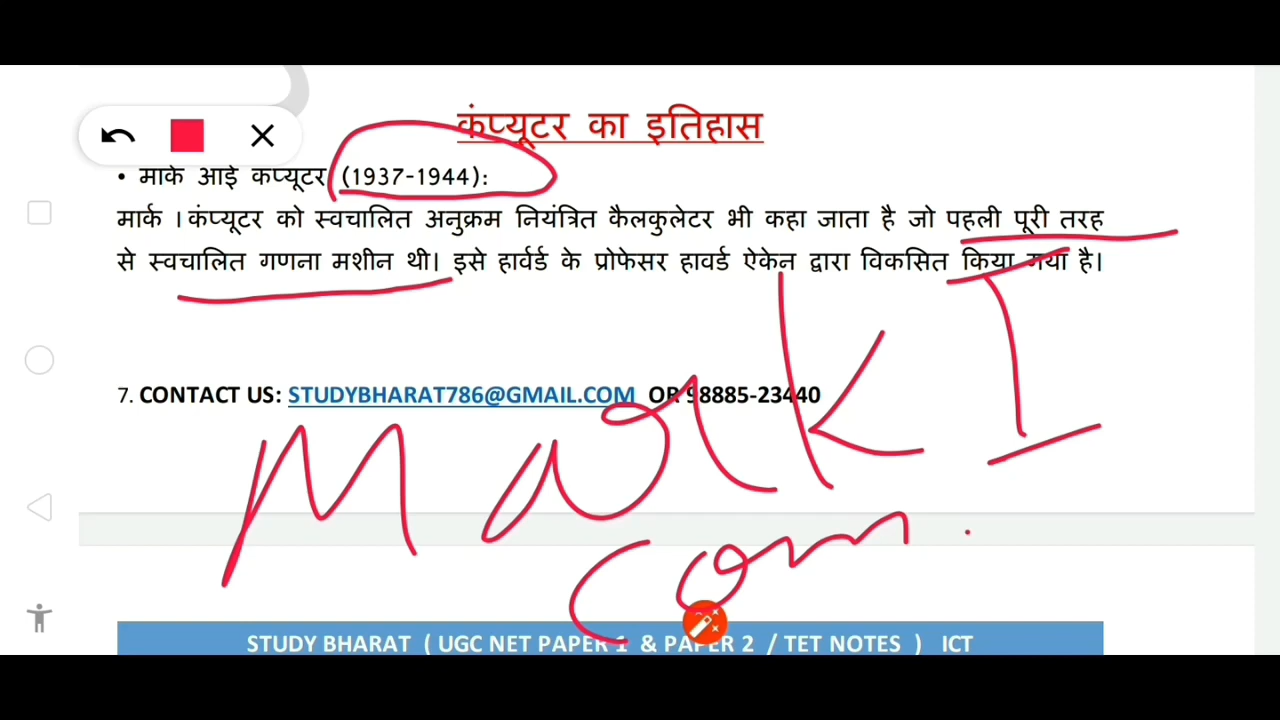 कंप्यूटर का इतिहास
• मार्क आई कंप्यूटर (1937-1944):
मार्क । कंप्यूटर को स्वचालित अनुक्रम नियंत्रित कैलकुलेटर भी कहा जाता है जो पहली पूरी तरह
से स्वचालित गणना मशीन थी। इसे हार्वर्ड के प्रोफेसर हावर्ड ऐकेन द्वारा विकसित किया गया है।
7. CONTACT US: STUDYBHARAT786@GMAIL.COM OR 98885-23440
Mark I
Com.
STUDY BHARAT ( UGC NET PAPER 1 & PAPER 2 / TET NOTES ) ICT